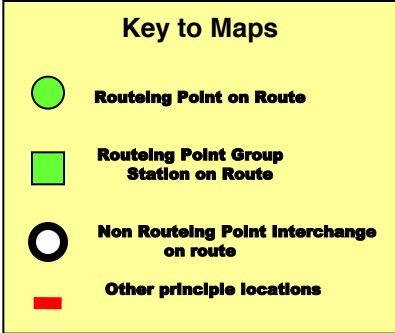 Key to Maps
Routeing Point on Route
Routeing Point Group
Station on Route
Non Routeing Point Interchange
on route
Other principle locations